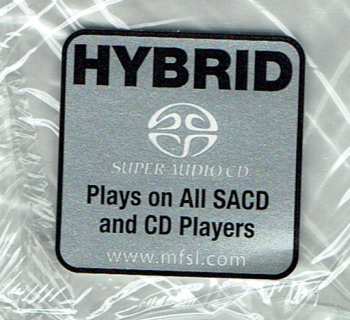 HYBRID
SUPER AUDIO CD
Plays on All SACD
and CD Players
www.mfsl.com